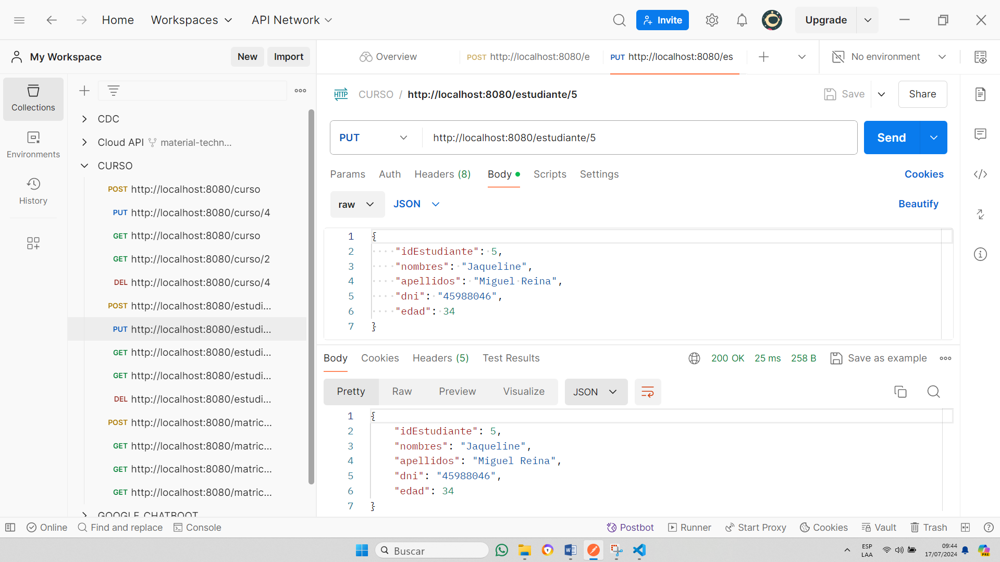 Home Workspaces API Network Invite Upgrade
My Workspace New Import
Overview POST http://localhost:8080/e PUT http://localhost:8080/es No environment
Collections
Environments
History
CDC
Cloud API material-techn...
CURSO
POST http://localhost:8080/curso
PUT http://localhost:8080/curso/4
GET http://localhost:8080/curso
GET http://localhost:8080/curso/2
DEL http://localhost:8080/curso/4
POST http://localhost:8080/estudi...
PUT http://localhost:8080/estudi...
GET http://localhost:8080/estudi...
GET http://localhost:8080/estudi...
DEL http://localhost:8080/estudi...
POST http://localhost:8080/matric...
GET http://localhost:8080/matric...
GET http://localhost:8080/matric...
GET http://localhost:8080/matric...
GOOGLE CHATBOOT
HTTP CURSO / http://localhost:8080/estudiante/5 Save Share
PUT http://localhost:8080/estudiante/5 Send
Params Auth Headers (8) Body Scripts Settings Cookies
raw JSON Beautify
1 {
2 "idEstudiante": 5,
3 "nombres": "Jaqueline",
4 "apellidos": "Miguel Reina",
5 "dni": "45988046",
6 "edad": 34
7 }
Body Cookies Headers (5) Test Results 200 OK 25 ms 258 B Save as example
Pretty Raw Preview Visualize JSON
1 {
2 "idEstudiante": 5,
3 "nombres": "Jaqueline",
4 "apellidos": "Miguel Reina",
5 "dni": "45988046",
6 "edad": 34
7 }
Online Find and replace Console Postbot Runner Start Proxy Cookies Vault Trash
Buscar
ESP
LAA
09:44
17/07/2024
PRE